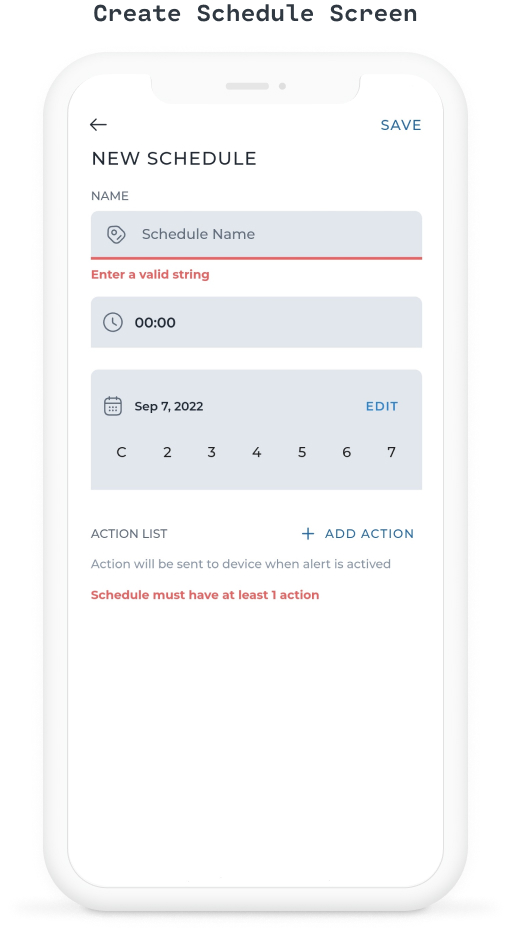 Create Schedule Screen
SAVE
NEW SCHEDULE
NAME
Schedule Name
Enter a valid string
00:00
Sep 7, 2022 EDIT
C 2 3 4 5 6 7
ACTION LIST + ADD ACTION
Action will be sent to device when alert is actived
Schedule must have at least 1 action